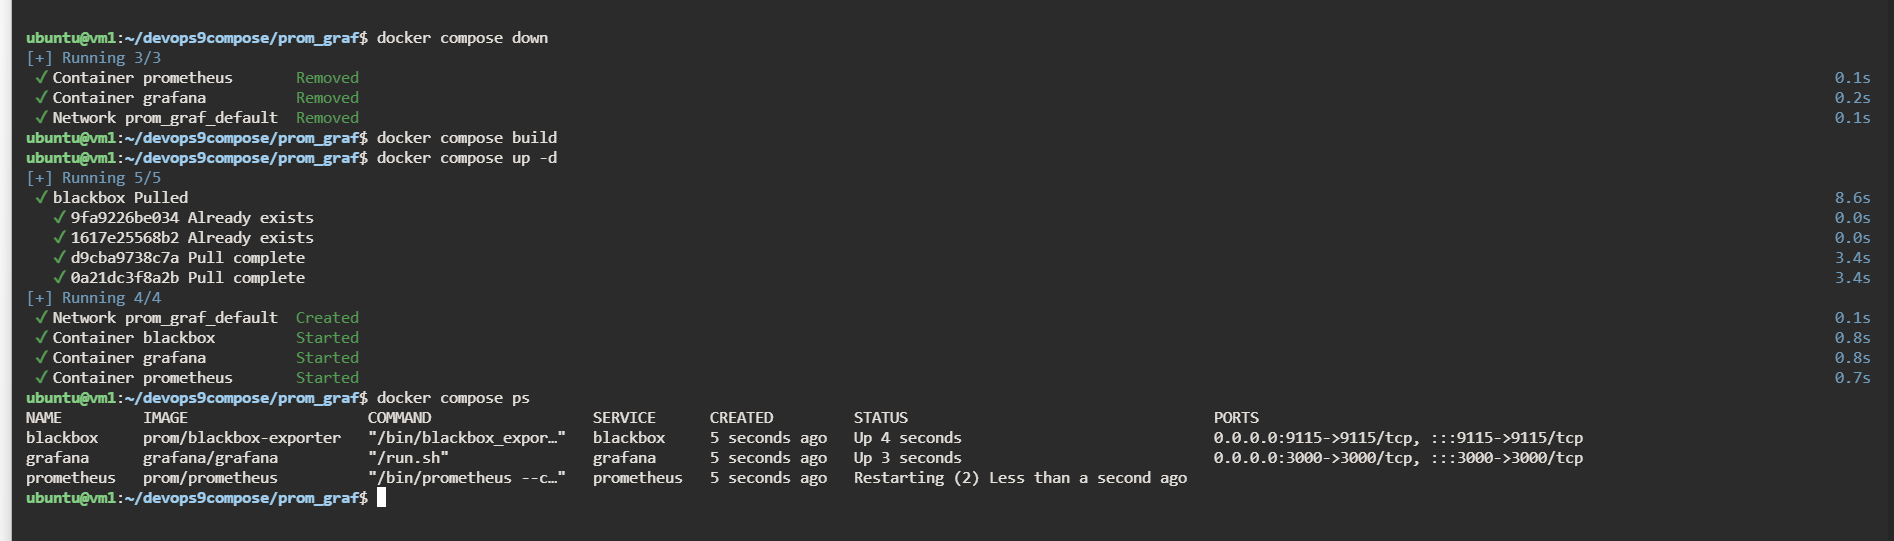 ubuntu@vm1:~/devops9compose/prom_graf$ docker compose down
[+] Running 3/3
✓ Container prometheus Removed 0.1s
✓ Container grafana Removed 0.2s
✓ Network prom_graf_default Removed 0.1s
ubuntu@vm1:~/devops9compose/prom_graf$ docker compose build
ubuntu@vm1:~/devops9compose/prom_graf$ docker compose up -d
[+] Running 5/5
✓ blackbox Pulled 8.6s
✓ 9fa9226be034 Already exists 0.0s
✓ 1617e25568b2 Already exists 0.0s
✓ d9cba9738c7a Pull complete 3.4s
✓ 0a21dc3f8a2b Pull complete 3.4s
[+] Running 4/4
✓ Network prom_graf_default Created 0.1s
✓ Container blackbox Started 0.8s
✓ Container grafana Started 0.8s
✓ Container prometheus Started 0.7s
ubuntu@vm1:~/devops9compose/prom_graf$ docker compose ps
NAME IMAGE COMMAND SERVICE CREATED STATUS PORTS
blackbox prom/blackbox-exporter "/bin/blackbox_expor…" blackbox 5 seconds ago Up 4 seconds 0.0.0.0:9115->9115/tcp, :::9115->9115/tcp
grafana grafana/grafana "/run.sh" grafana 5 seconds ago Up 3 seconds 0.0.0.0:3000->3000/tcp, :::3000->3000/tcp
prometheus prom/prometheus "/bin/prometheus --c…" prometheus 5 seconds ago Restarting (2) Less than a second ago
ubuntu@vm1:~/devops9compose/prom_graf$